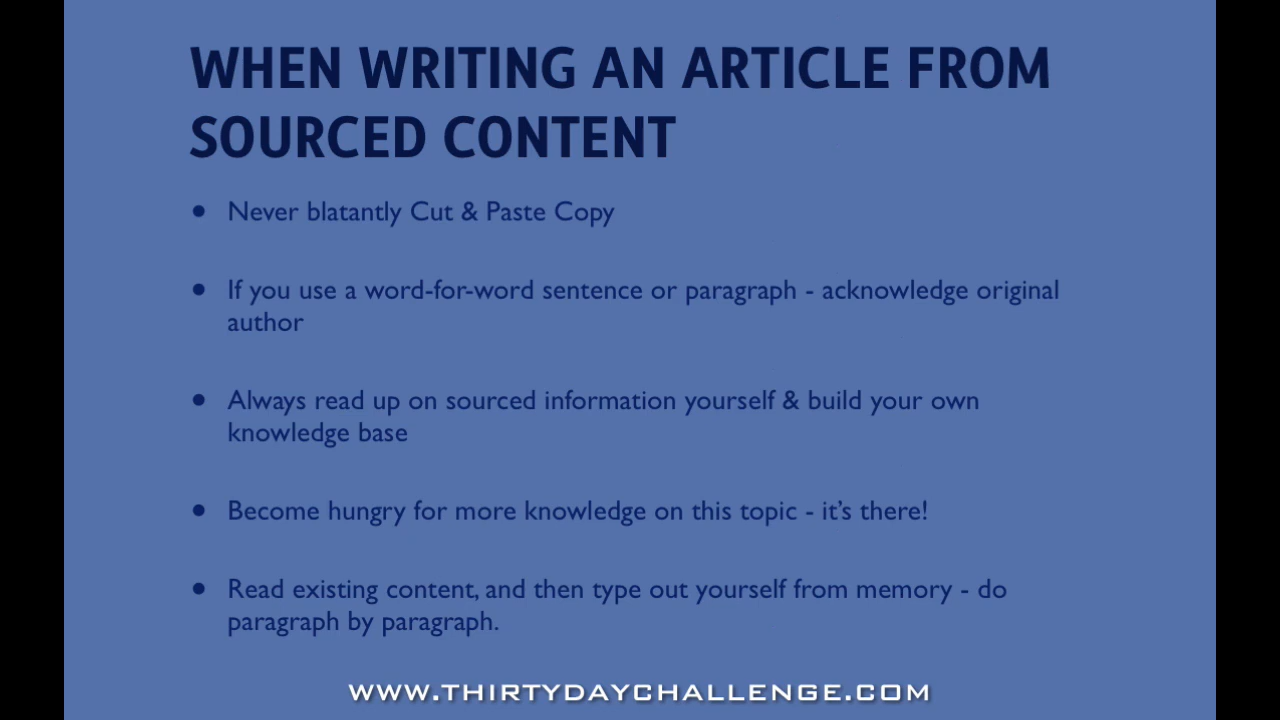 WHEN WRITING AN ARTICLE FROM
SOURCED CONTENT
• Never blatantly Cut & Paste Copy
• If you use a word-for-word sentence or paragraph - acknowledge original
author
• Always read up on sourced information yourself & build your own
knowledge base
• Become hungry for more knowledge on this topic - it’s there!
• Read existing content, and then type out yourself from memory - do
paragraph by paragraph.
WWW.THIRTYDAYCHALLENGE.COM